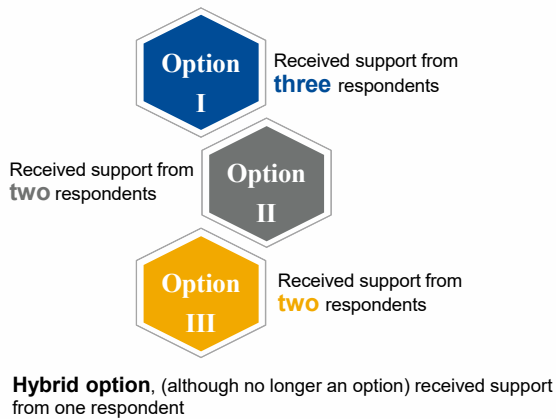 Option
I
Received support from
three respondents
Received support from
two respondents
Option
II
Option
III
Received support from
two respondents
Hybrid option, (although no longer an option) received support
from one respondent